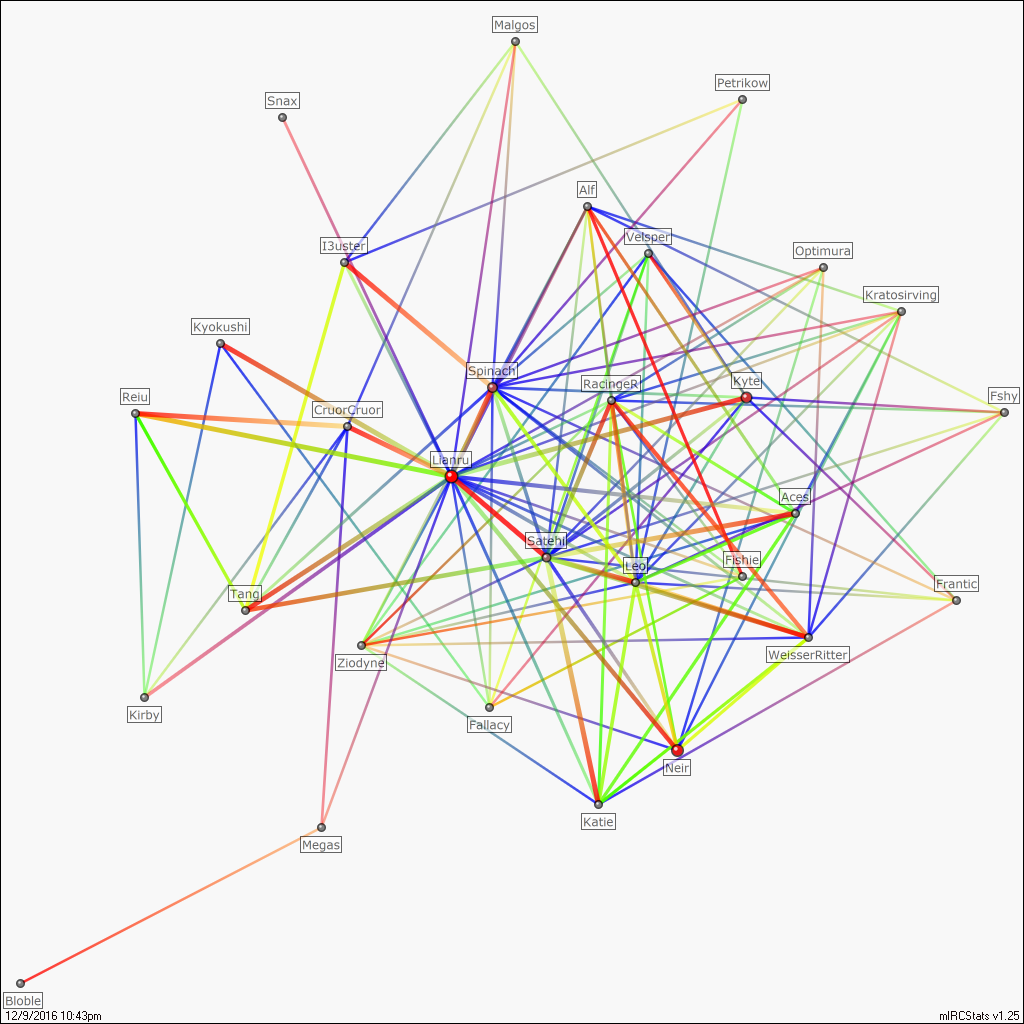 Malgos
Petrikow
Snax
Alf
Velsper
I3uster
Optimura
Kratosirving
Kyokushi
Spinach
RacingeR
Kyte
Reiu
CruorCruor
Fshy
Lianru
Aces
Satehi
Leo
Fishie
Frantic
Tang
WeisserRitter
Ziodyne
Kirby
Fallacy
Neir
Katie
Megas
Bloble
12/9/2016 10:43pm
mIRCStats v1.25